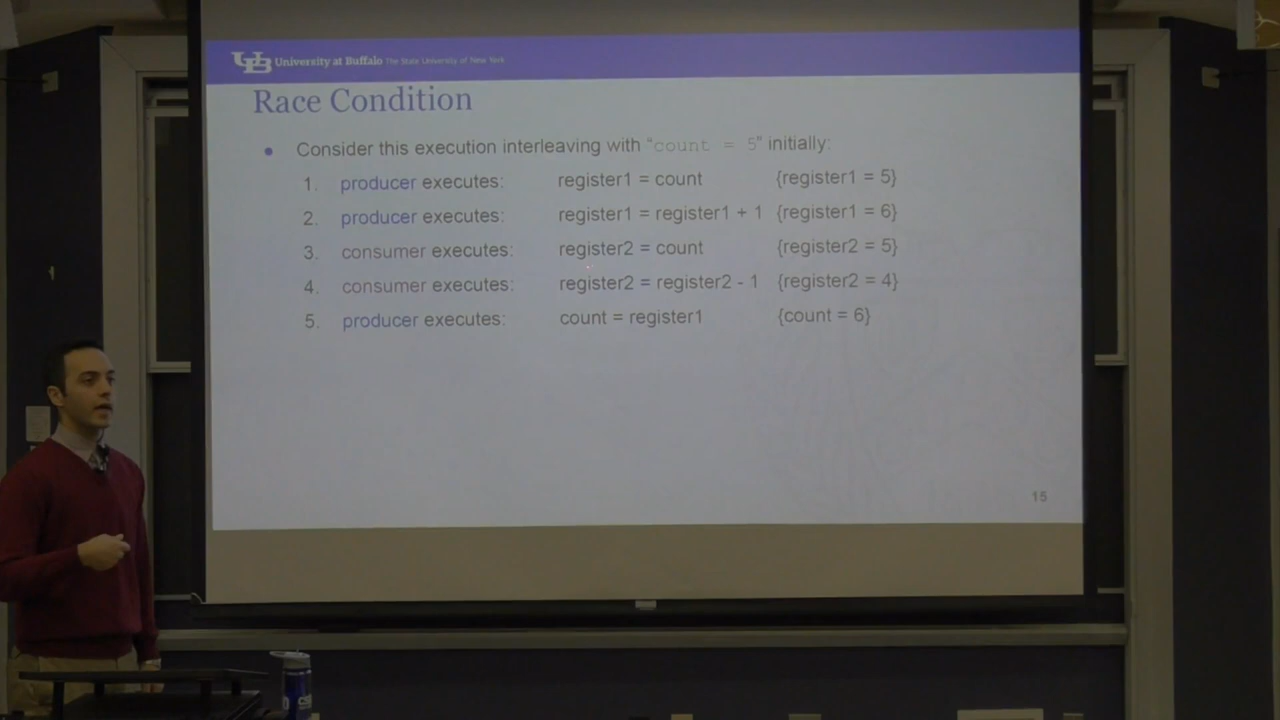 University at Buffalo The State University of New York
Race Condition
• Consider this execution interleaving with "count = 5" initially:
1. producer executes: register1 = count {register1 = 5}
2. producer executes: register1 = register1 + 1 {register1 = 6}
3. consumer executes: register2 = count {register2 = 5}
4. consumer executes: register2 = register2 - 1 {register2 = 4}
5. producer executes: count = register1 {count = 6}
15